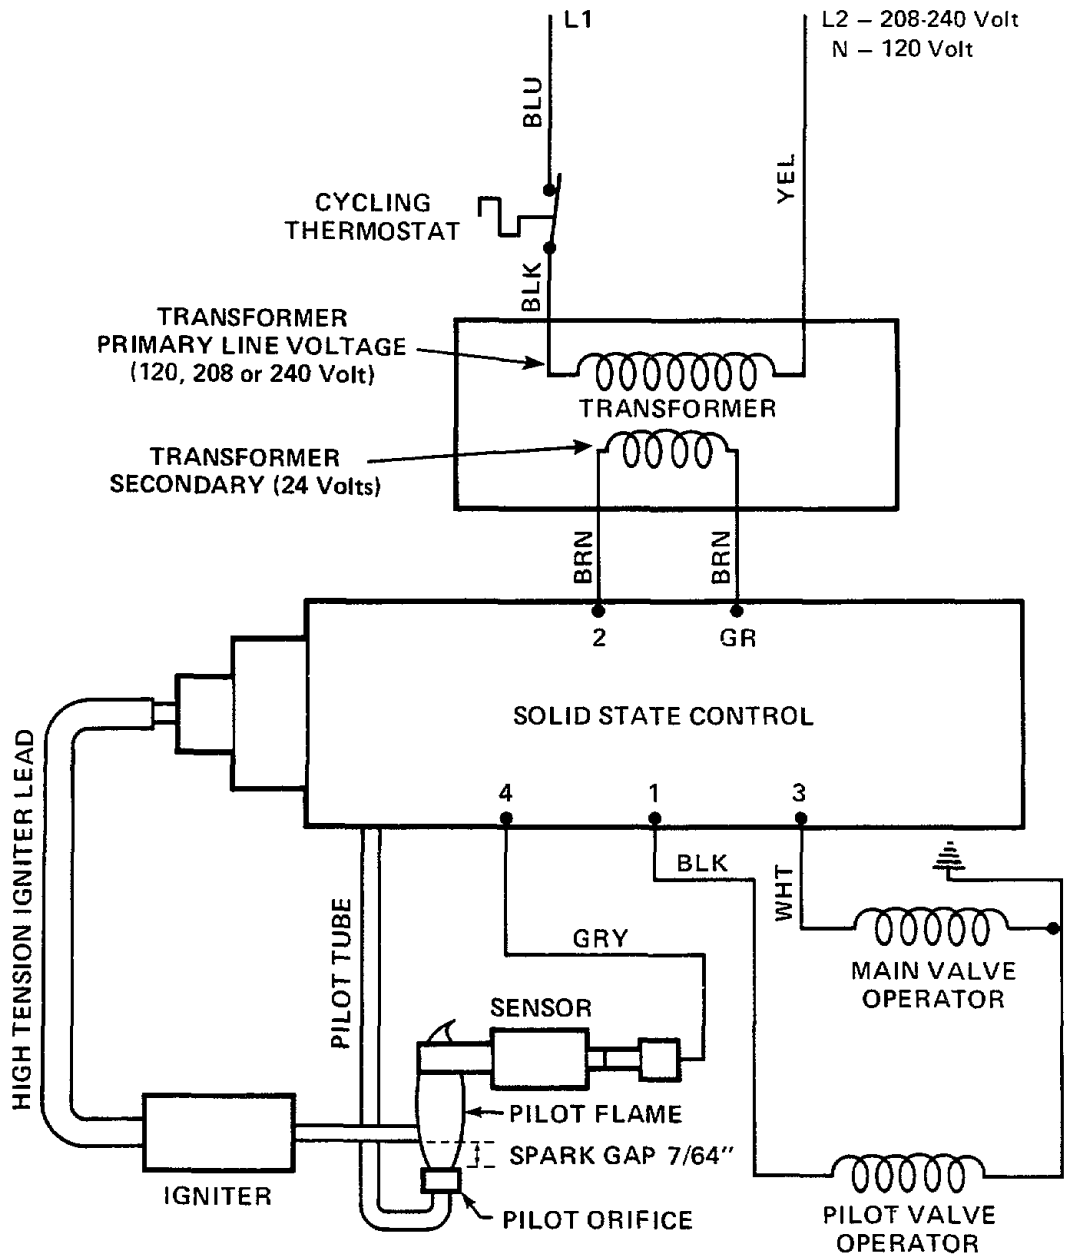 L1
L2 – 208-240 Volt
N – 120 Volt
BLU
YEL
CYCLING
THERMOSTAT
BLK
TRANSFORMER
PRIMARY LINE VOLTAGE
(120, 208 or 240 Volt)
TRANSFORMER
TRANSFORMER
SECONDARY (24 Volts)
BRN
BRN
2
GR
SOLID STATE CONTROL
4
1
3
HIGH TENSION IGNITER LEAD
PILOT TUBE
BLK
WHT
GRY
MAIN VALVE
OPERATOR
SENSOR
PILOT FLAME
SPARK GAP 7/64"
IGNITER
PILOT ORIFICE
PILOT VALVE
OPERATOR